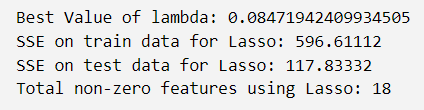 Best Value of lambda: 0.08471942409934505
SSE on train data for Lasso: 596.61112
SSE on test data for Lasso: 117.83332
Total non-zero features using Lasso: 18